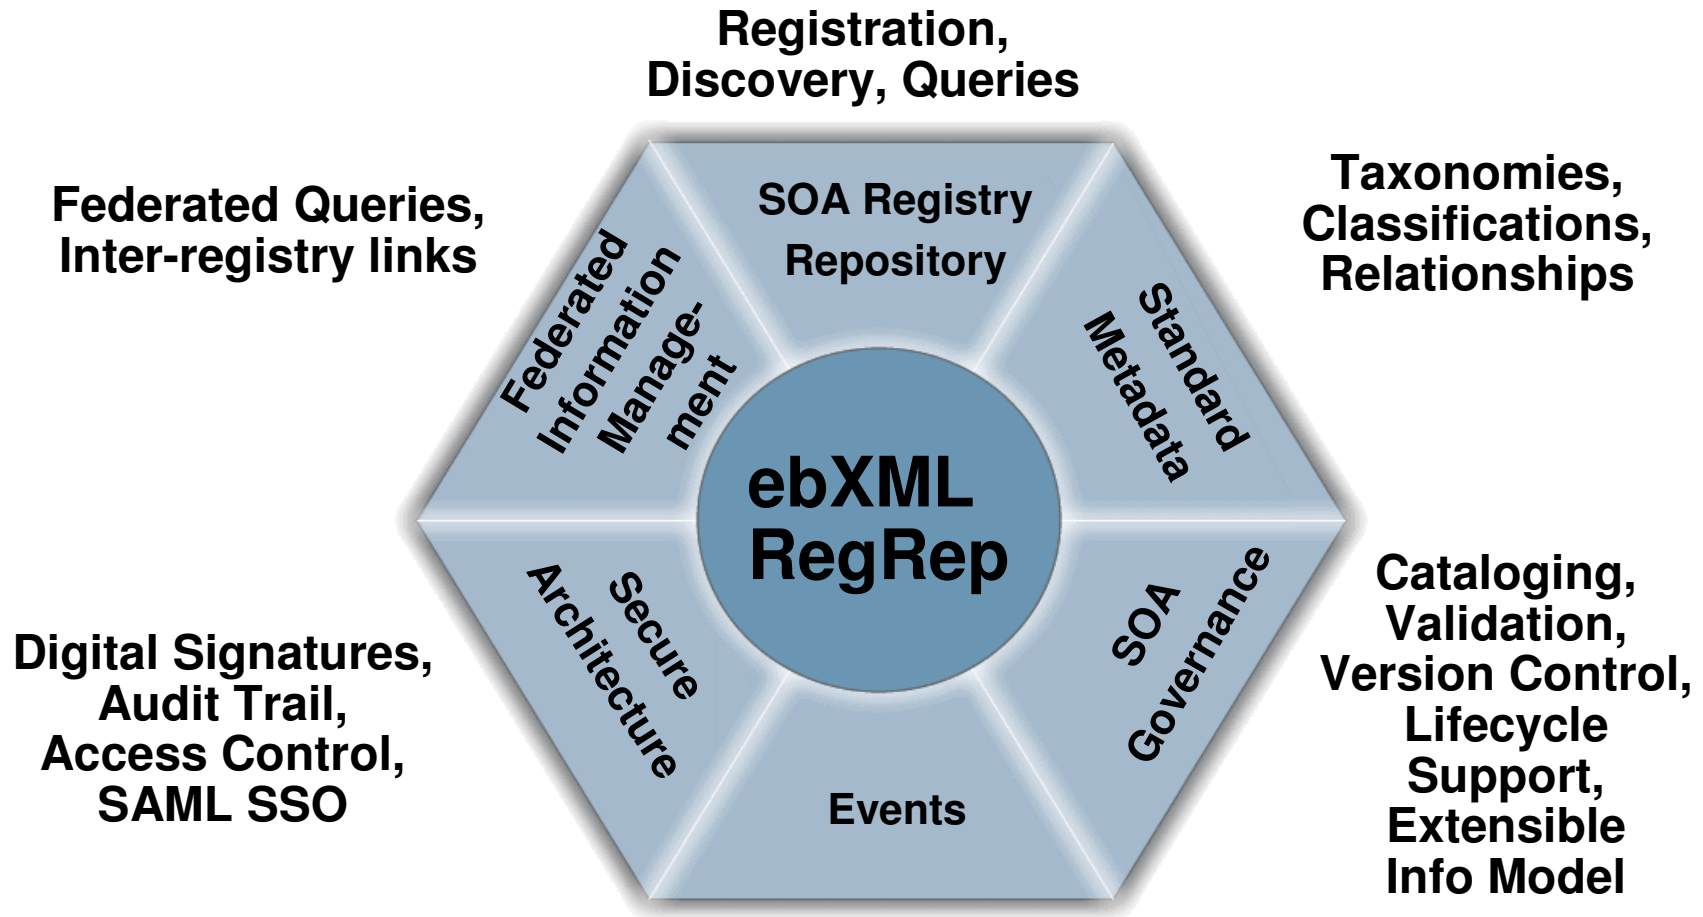 Registration,
Discovery, Queries
Federated Queries,
Inter-registry links
Taxonomies,
Classifications,
Relationships
SOA Registry
Repository
Federated
Information
Manage-
ment
Standard
Metadata
ebXML
RegRep
Secure
Architecture
SOA
Governance
Events
Digital Signatures,
Audit Trail,
Access Control,
SAML SSO
Cataloging,
Validation,
Version Control,
Lifecycle
Support,
Extensible
Info Model